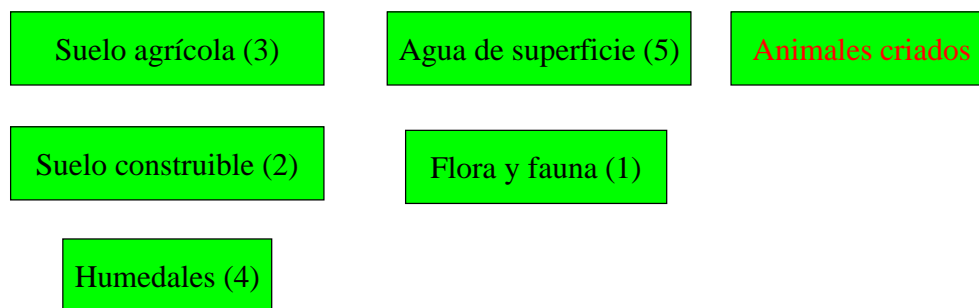 Suelo agrícola (3)
Agua de superficie (5)
Animales criados
Suelo construible (2)
Flora y fauna (1)
Humedales (4)